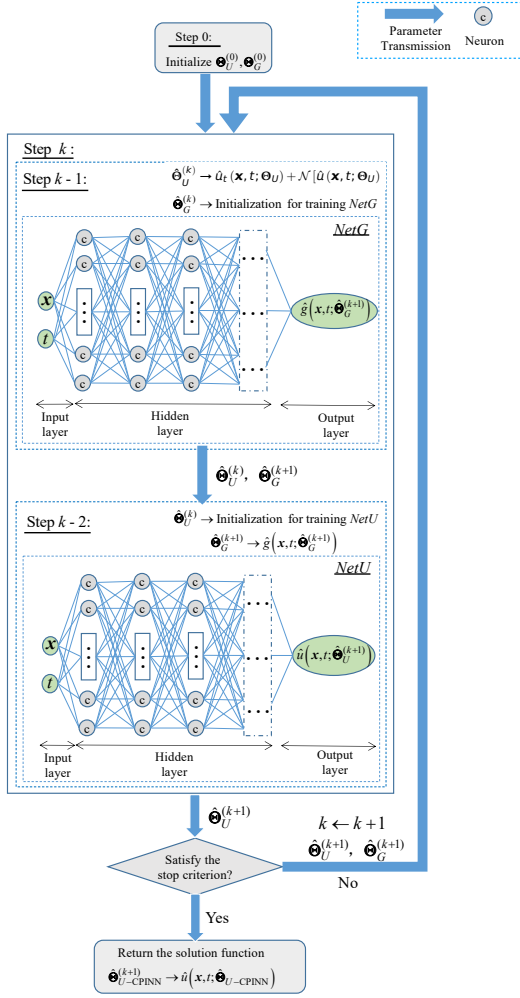 Step 0:
Initialize Θ_U^(0), Θ_G^(0)
Parameter
Transmission
c
Neuron
Step k :
Step k - 1:
Θ̂_U^(k) → û_t (x, t; Θ_U) + N [û (x, t; Θ_U)
Θ̂_G^(k) → Initialization for training NetG
NetG
c c c
c c c
x
t
ĝ(x,t;Θ̂_G^(k+1))
c c c
c c c
Input
layer
Hidden
layer
Output
layer
Θ̂_U^(k), Θ̂_G^(k+1)
Step k - 2:
Θ̂_U^(k) → Initialization for training NetU
Θ̂_G^(k+1) → ĝ(x,t;Θ̂_G^(k+1))
NetU
c c c
c c c
x
t
û(x,t;Θ̂_U^(k+1))
c c c
c c c
Input
layer
Hidden
layer
Output
layer
Θ̂_U^(k+1)
k ← k+1
Θ̂_U^(k+1), Θ̂_G^(k+1)
Satisfy the
stop criterion?
No
Yes
Return the solution function
Θ̂_U−CPINN^(k+1) → û(x,t;Θ̂_U−CPINN)